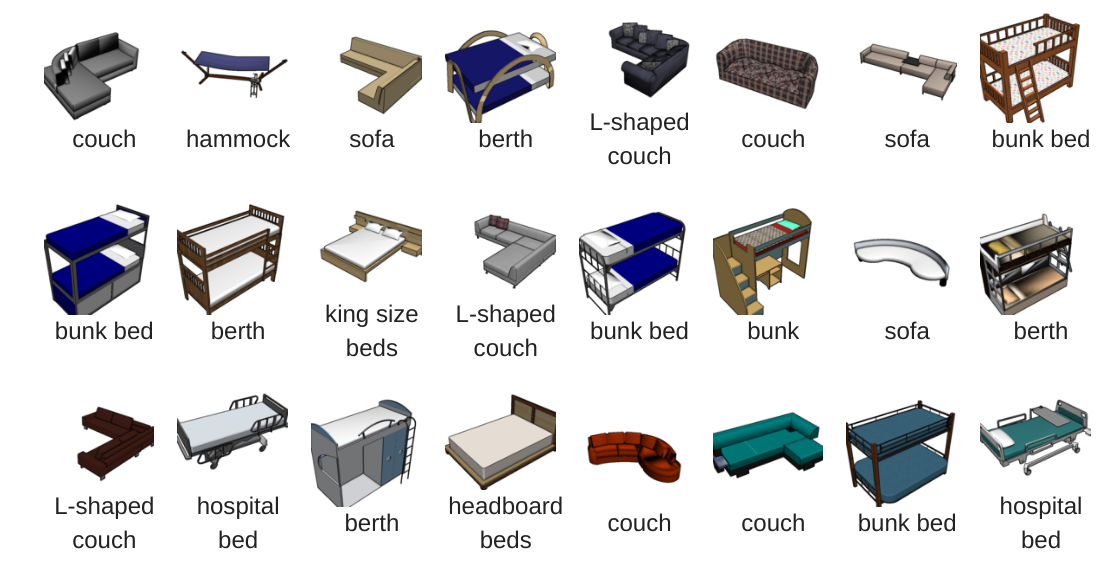 couch
hammock
sofa
berth
L-shaped
couch
couch
sofa
bunk bed
bunk bed
berth
king size
beds
L-shaped
couch
bunk bed
bunk
sofa
berth
L-shaped
couch
hospital
bed
berth
headboard
beds
couch
couch
bunk bed
hospital
bed